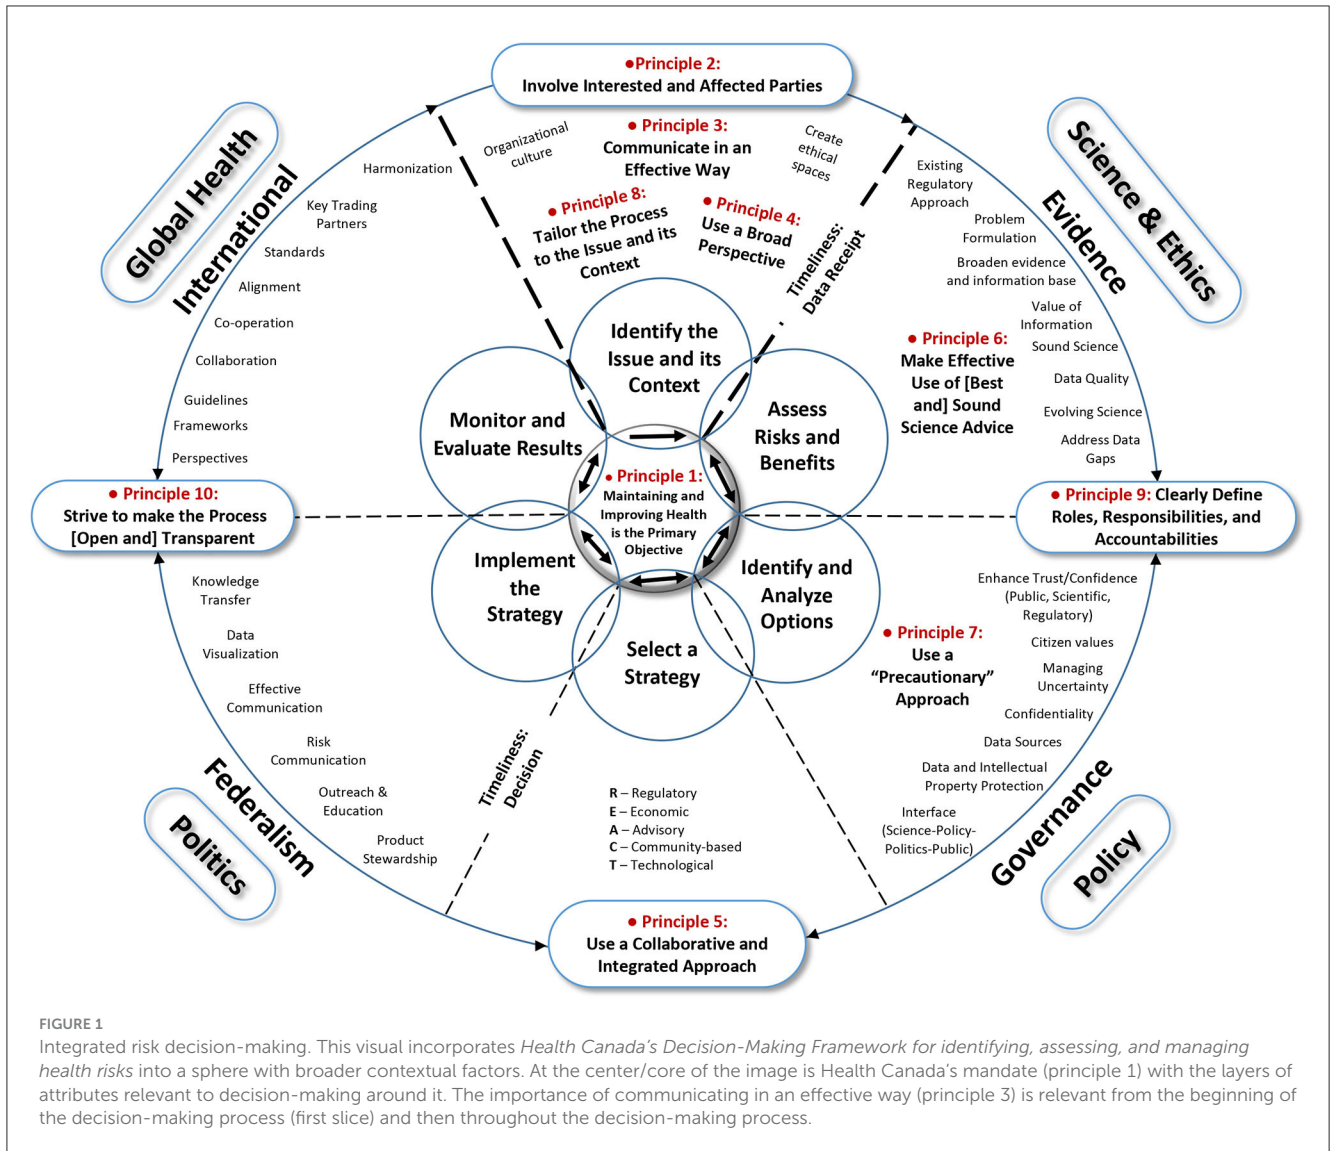 ●Principle 2:
Involve Interested and Affected Parties
Global Health
International
Science & Ethics
Evidence
Organizational
culture
● Principle 3:
Communicate in an
Effective Way
Create
ethical
spaces
● Principle 8:
Tailor the Process
to the Issue and its
Context
● Principle 4:
Use a Broad
Perspective
Timeliness:
Data Receipt
Harmonization
Key Trading
Partners
Standards
Alignment
Co-operation
Collaboration
Guidelines
Frameworks
Perspectives
Existing
Regulatory
Approach
Problem
Formulation
Broaden evidence
and information base
Value of
Information
Sound Science
Data Quality
Evolving Science
Address Data
Gaps
● Principle 6:
Make Effective
Use of [Best
and] Sound
Science Advice
Identify the
Issue and its
Context
Monitor and
Evaluate Results
Assess
Risks and
Benefits
● Principle 1:
Maintaining and
Improving Health
is the Primary
Objective
● Principle 10:
Strive to make the Process
[Open and] Transparent
● Principle 9: Clearly Define
Roles, Responsibilities, and
Accountabilities
Implement
the
Strategy
Identify and
Analyze
Options
Select a
Strategy
Knowledge
Transfer
Data
Visualization
Effective
Communication
Risk
Communication
Outreach &
Education
Product
Stewardship
● Principle 7:
Use a
“Precautionary”
Approach
Enhance Trust/Confidence
(Public, Scientific,
Regulatory)
Citizen values
Managing
Uncertainty
Confidentiality
Data Sources
Data and Intellectual
Property Protection
Interface
(Science-Policy-
Politics-Public)
Federalism
Politics
Timeliness:
Decision
R – Regulatory
E – Economic
A – Advisory
C – Community-based
T – Technological
Governance
Policy
● Principle 5:
Use a Collaborative and
Integrated Approach
FIGURE 1
Integrated risk decision-making. This visual incorporates Health Canada’s Decision-Making Framework for identifying, assessing, and managing
health risks into a sphere with broader contextual factors. At the center/core of the image is Health Canada’s mandate (principle 1) with the layers of
attributes relevant to decision-making around it. The importance of communicating in an effective way (principle 3) is relevant from the beginning of
the decision-making process (first slice) and then throughout the decision-making process.